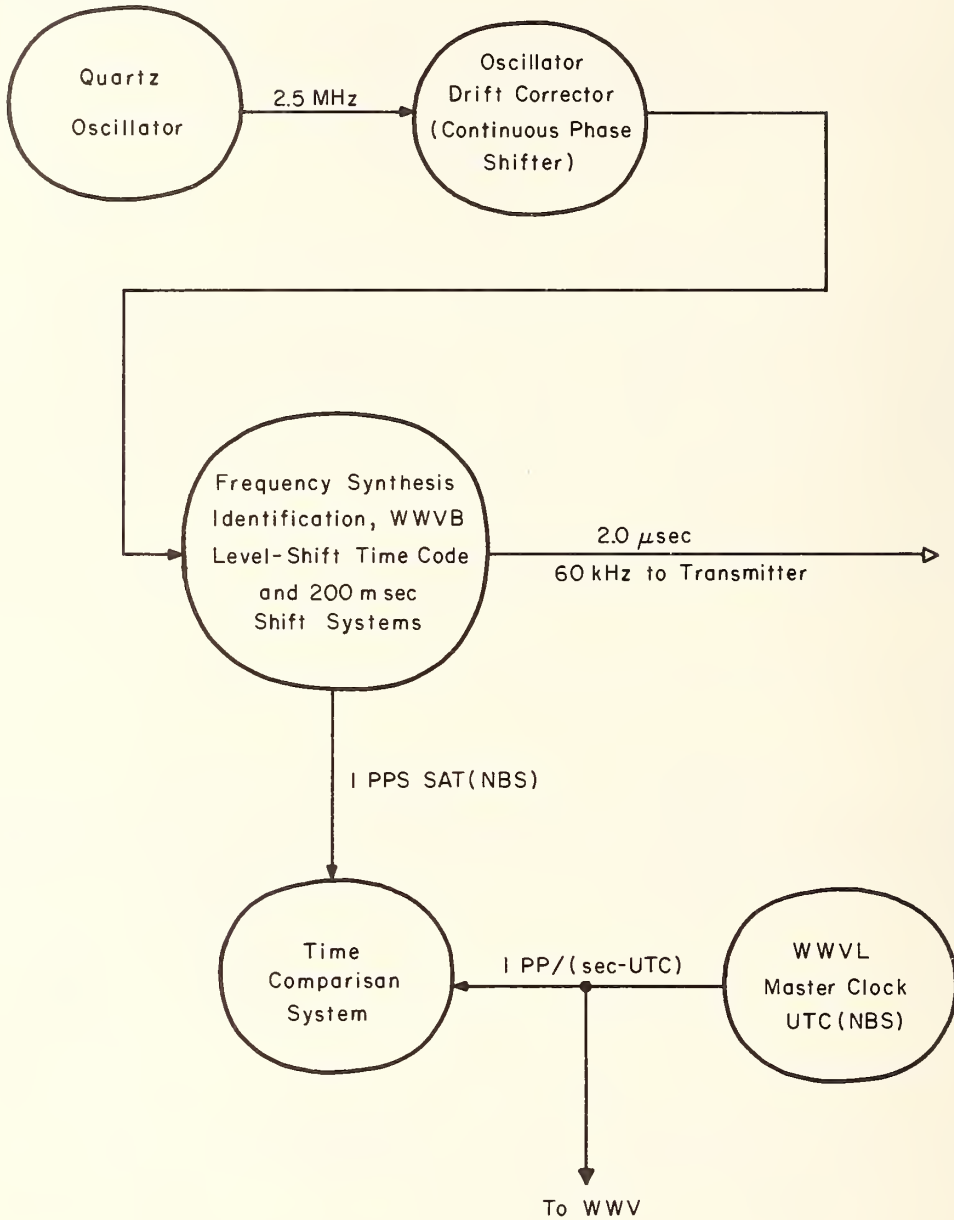 Quartz
Oscillator
2.5 MHz
Oscillator
Drift Corrector
(Continuous Phase
Shifter)
Frequency Synthesis
Identification, WWVB
Level-Shift Time Code
and 200 m sec
Shift Systems
2.0 μsec
60 kHz to Transmitter
1 PPS SAT(NBS)
Time
Comparisan
System
1 PP/(sec-UTC)
WWVL
Master Clock
UTC(NBS)
To WWV